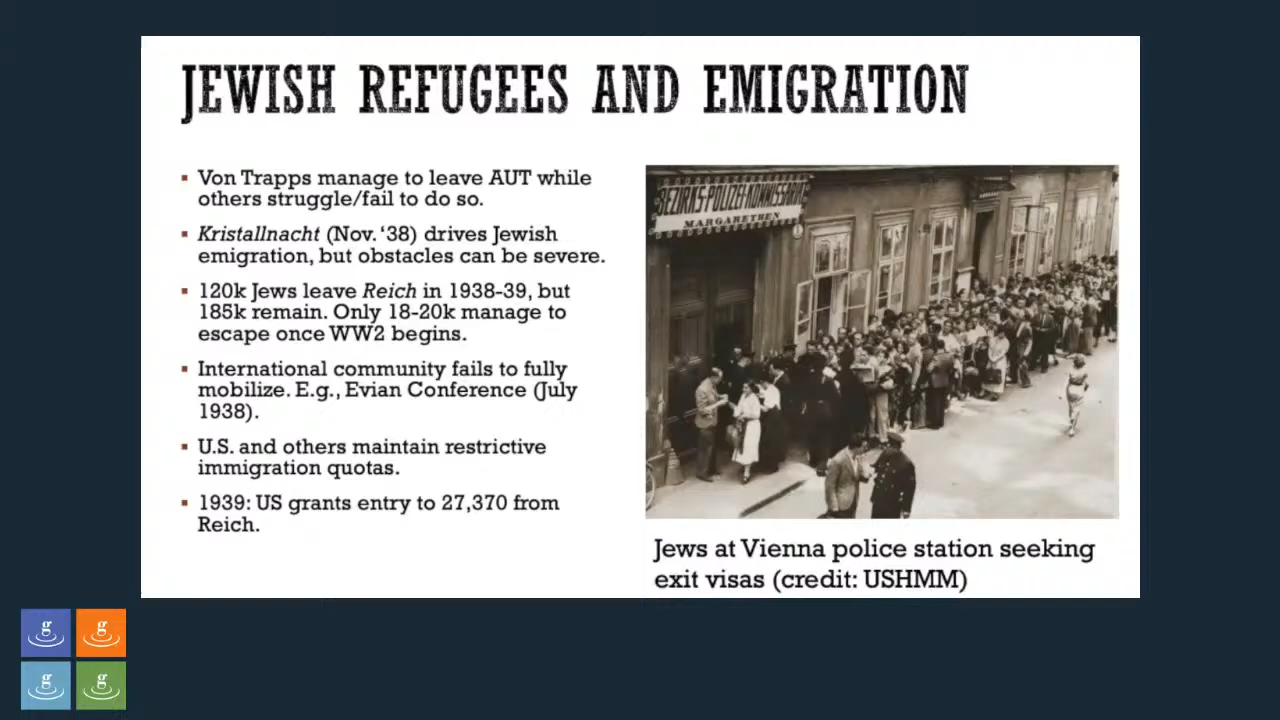 JEWISH REFUGEES AND EMIGRATION
▪ Von Trapps manage to leave AUT while
others struggle/fail to do so.
▪ Kristallnacht (Nov. ‘38) drives Jewish
emigration, but obstacles can be severe.
▪ 120k Jews leave Reich in 1938-39, but
185k remain. Only 18-20k manage to
escape once WW2 begins.
▪ International community fails to fully
mobilize. E.g., Evian Conference (July
1938).
▪ U.S. and others maintain restrictive
immigration quotas.
▪ 1939: US grants entry to 27,370 from
Reich.
BEZIRKS-POLIZEI-KOMMISSARIAT
MARGARETHEN
Jews at Vienna police station seeking
exit visas (credit: USHMM)
g g
g g